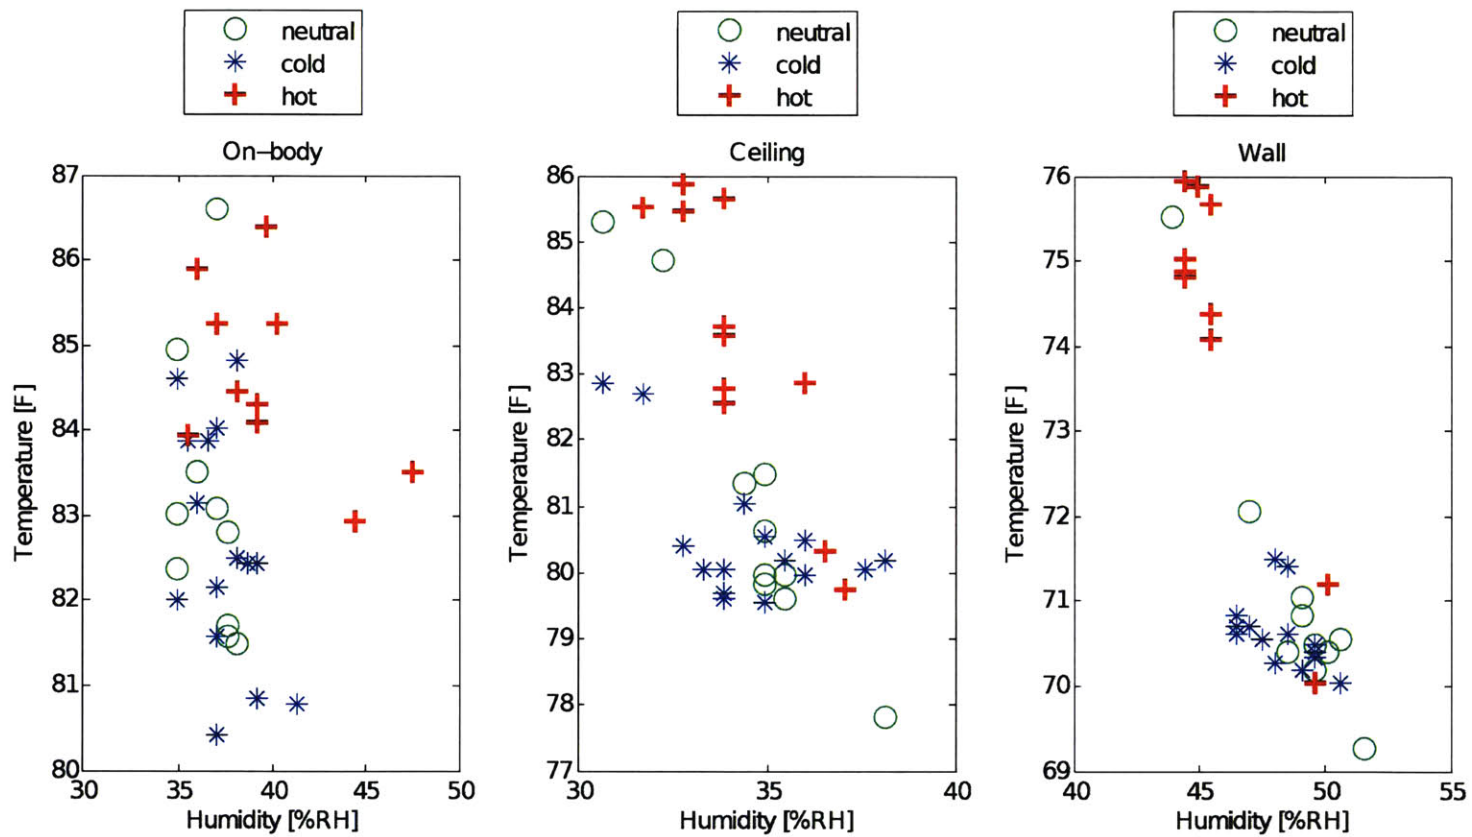 neutral
cold
hot
On-body
87
86
85
84
83
82
81
80
30
35
40
45
50
Temperature [F]
Humidity [%RH]
neutral
cold
hot
Ceiling
86
85
84
83
82
81
80
79
78
77
30
35
40
Temperature [F]
Humidity [%RH]
neutral
cold
hot
Wall
76
75
74
73
72
71
70
69
40
45
50
55
Temperature [F]
Humidity [%RH]